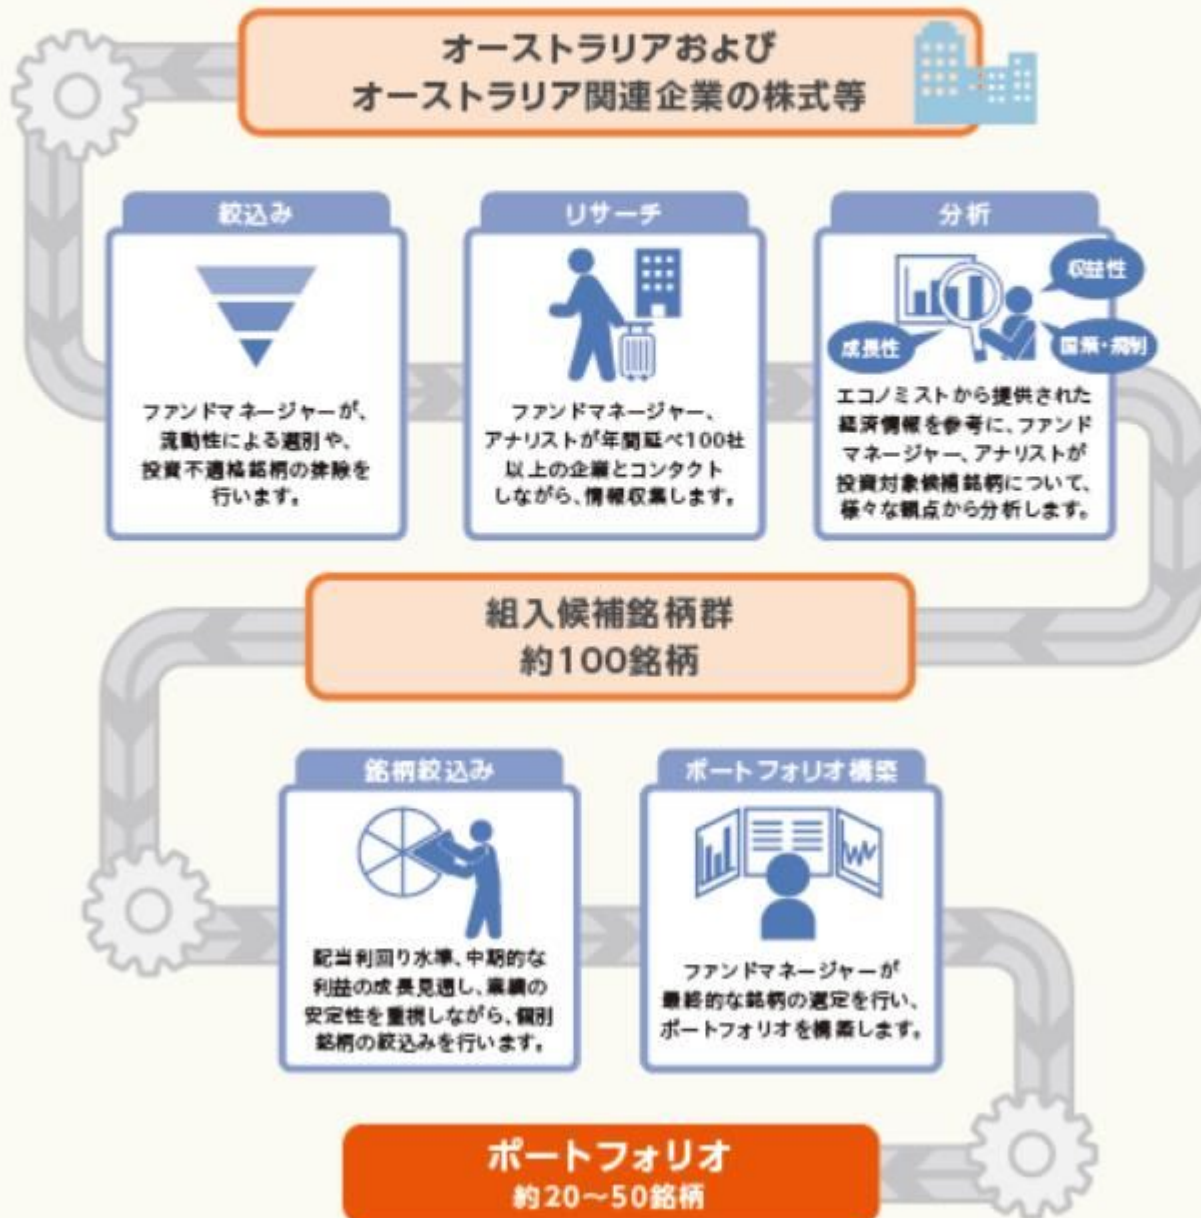 オーストラリアおよび
オーストラリア関連企業の株式等
絞込み
ファンドマネージャーが、
流動性による選別や、
投資不適格銘柄の排除を
行います。
リサーチ
ファンドマネージャー、
アナリストが年間延べ100社
以上の企業とコンタクト
しながら、情報収集します。
分析
収益性
成長性
国策・規制
エコノミストから提供された
経済情報を参考に、ファンド
マネージャー、アナリストが
投資対象候補銘柄について、
様々な観点から分析します。
組入候補銘柄群
約100銘柄
銘柄絞込み
配当利回り水準、中期的な
利益の成長見通し、業績の
安定性を重視しながら、個別
銘柄の絞込みを行います。
ポートフォリオ構築
ファンドマネージャーが
最終的な銘柄の選定を行い、
ポートフォリオを構築します。
ポートフォリオ
約20～50銘柄